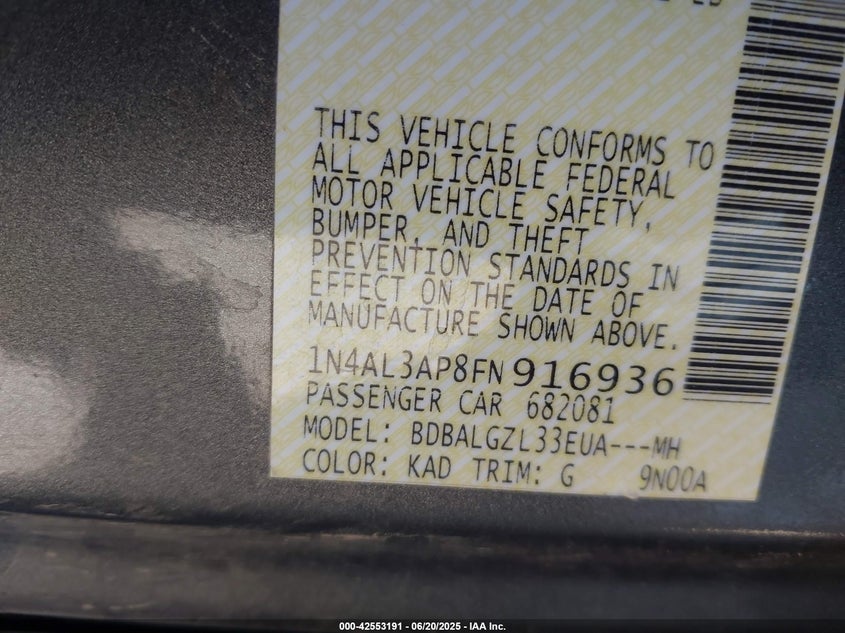 THIS VEHICLE CONFORMS TO
ALL APPLICABLE FEDERAL
MOTOR VEHICLE SAFETY,
BUMPER, AND THEFT
PREVENTION STANDARDS IN
EFFECT ON THE DATE OF
MANUFACTURE SHOWN ABOVE.
1N4AL3AP8FN916936
PASSENGER CAR 682081
MODEL: BDBALGZL33EUA---MH
COLOR: KAD TRIM: G 9N00A
000-42553191 - 06/20/2025 - IAA Inc.